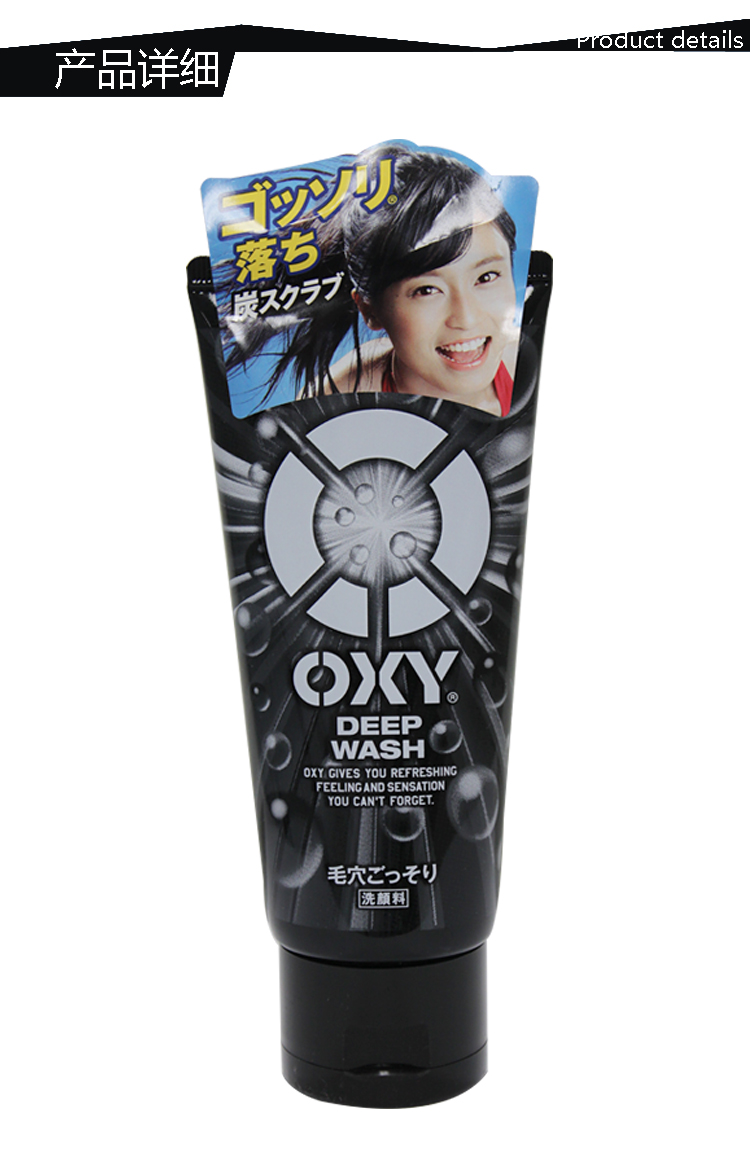 Product details
产品详细
ゴッソリ®
落ち
炭スクラブ
OXY®
DEEP
WASH
OXY GIVES YOU REFRESHING
FEELING AND SENSATION
YOU CAN'T FORGET.
毛穴ごっそり
洗顔料